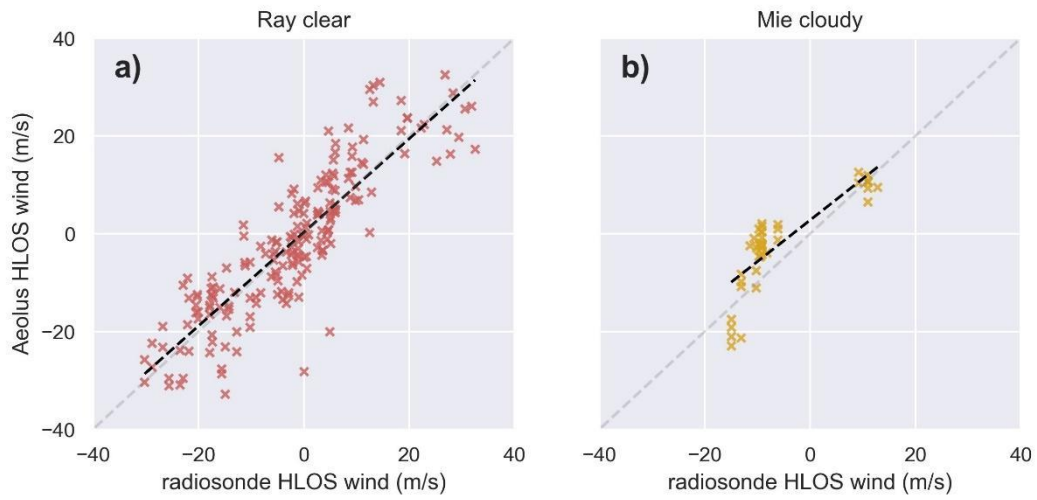 Ray clear
Mie cloudy
a)
b)
40
20
0
−20
−40
Aeolus HLOS wind (m/s)
−40 −20 0 20 40
−40 −20 0 20 40
radiosonde HLOS wind (m/s)
radiosonde HLOS wind (m/s)